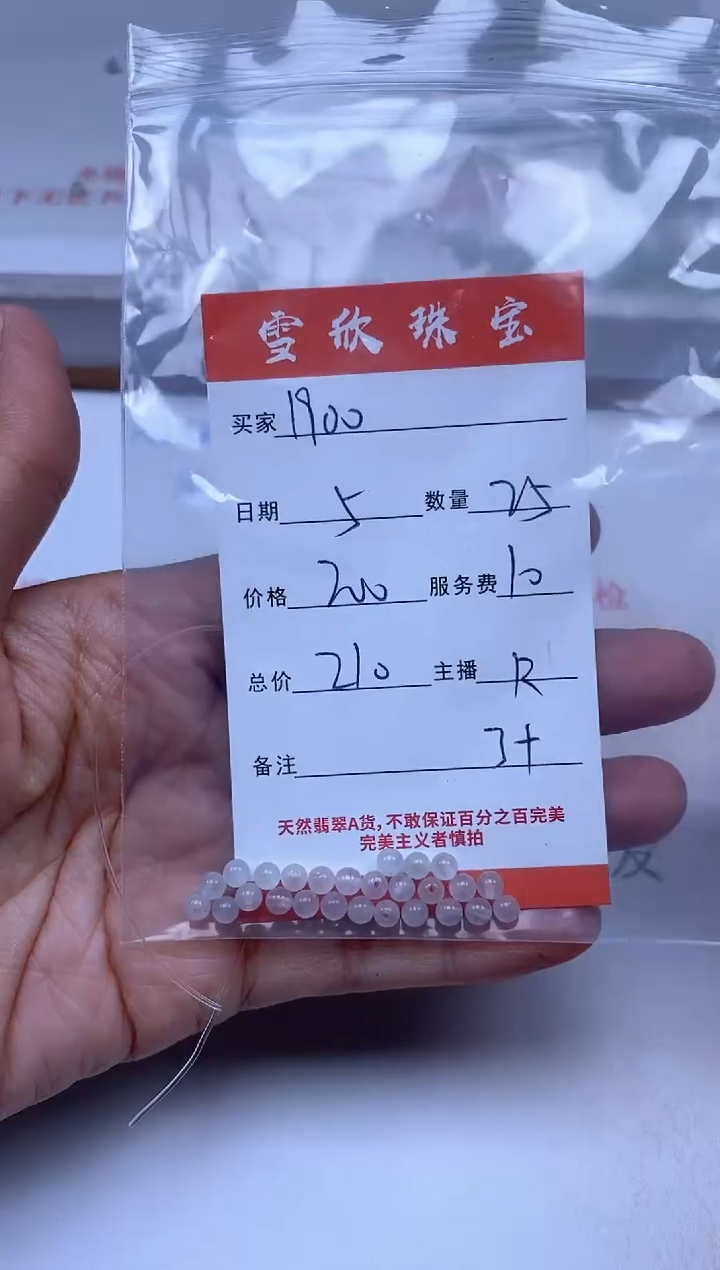 雪欣珠宝
买家 1900
日期 5 数量 25
价格 200 服务费 10
总价 210 主播 R
备注 3+
天然翡翠A货,不敢保证百分之百完美
完美主义者慎拍